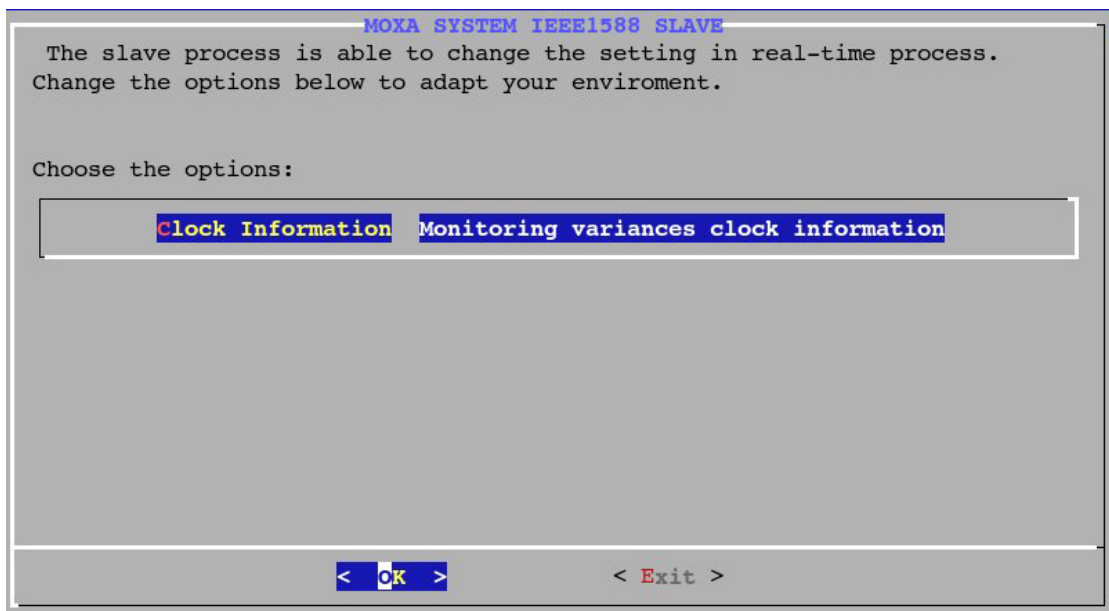 MOXA SYSTEM IEEE1588 SLAVE
The slave process is able to change the setting in real-time process.
Change the options below to adapt your enviroment.
Choose the options:
Clock Information Monitoring variances clock information
< OK > < Exit >